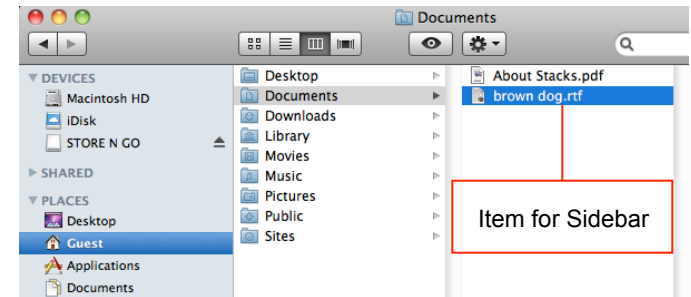 Documents
DEVICES
Macintosh HD
iDisk
STORE N GO
SHARED
PLACES
Desktop
Guest
Applications
Documents
Desktop
Documents
Downloads
Library
Movies
Music
Pictures
Public
Sites
About Stacks.pdf
brown dog.rtf
Item for Sidebar